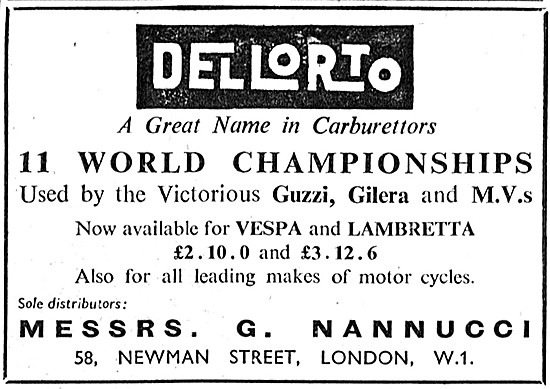 DELLORTO
A Great Name in Carburettors
11 WORLD CHAMPIONSHIPS
Used by the Victorious Guzzi, Gilera and M.V.s
Now available for VESPA and LAMBRETTA
£2.10.0 and £3.12.6
Also for all leading makes of motor cycles.
Sole distributors:
MESSRS. G. NANNUCCI
58, NEWMAN STREET, LONDON, W.1.